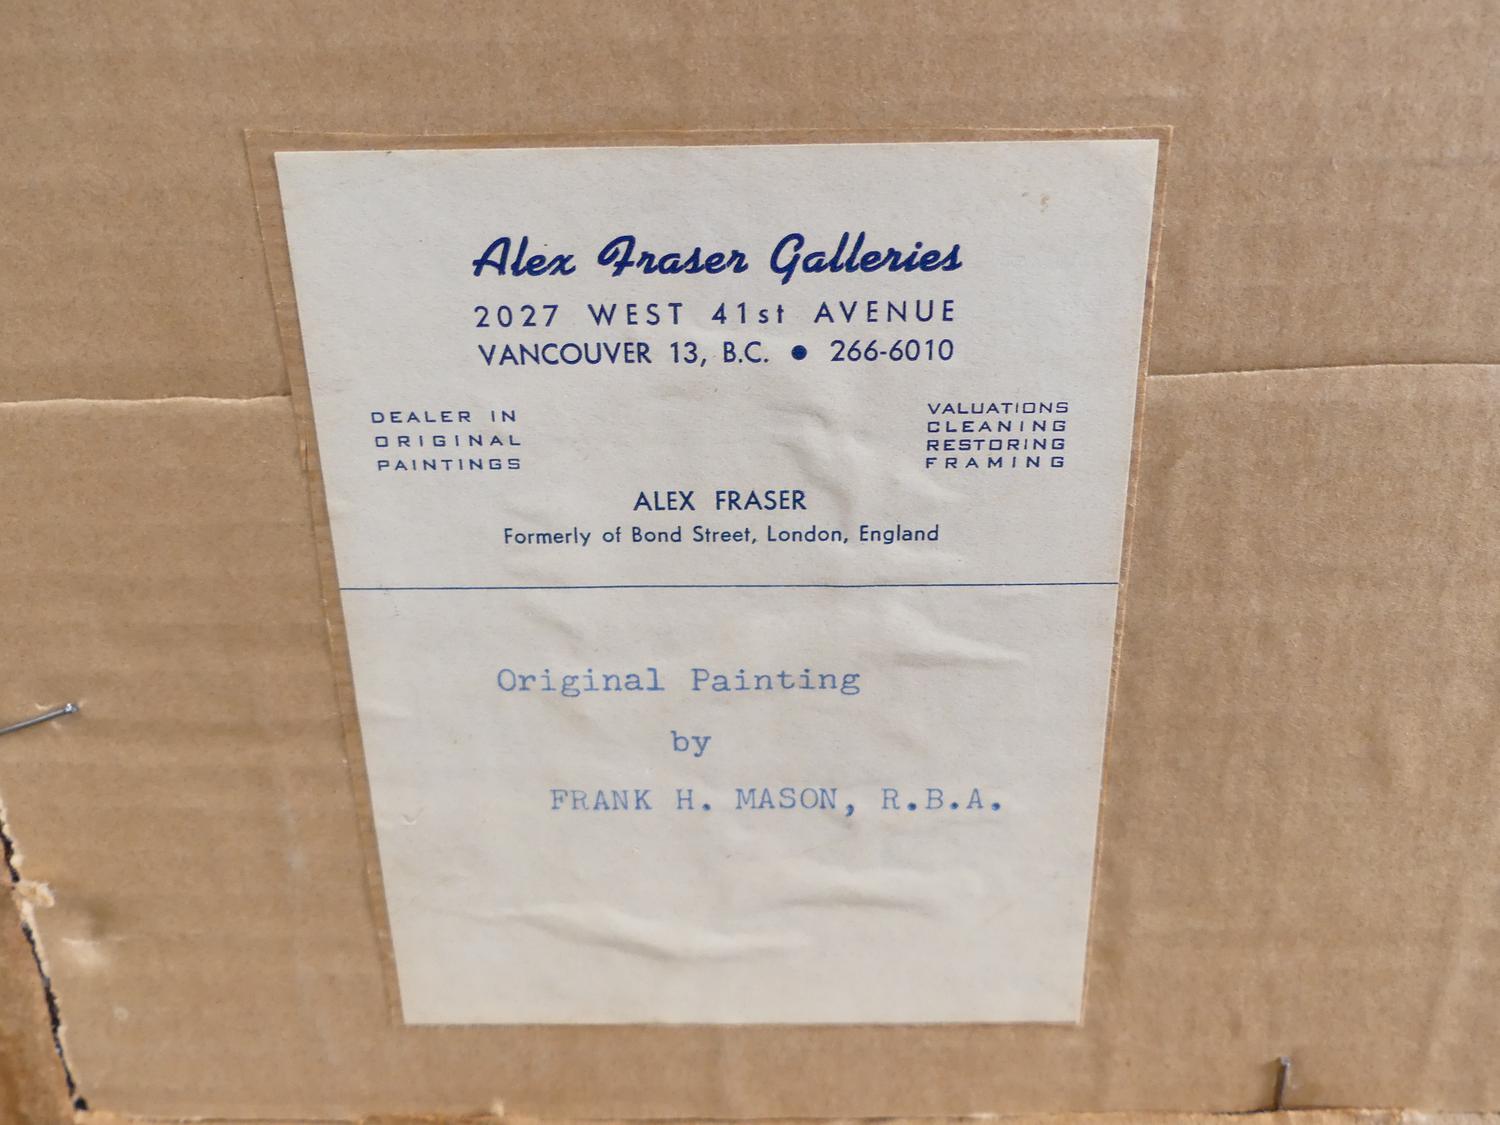 Alex Fraser Galleries
2027 WEST 41st AVENUE
VANCOUVER 13, B.C. • 266-6010
DEALER IN
ORIGINAL
PAINTINGS
VALUATIONS
CLEANING
RESTORING
FRAMING
ALEX FRASER
Formerly of Bond Street, London, England
Original Painting
by
FRANK H. MASON, R.B.A.